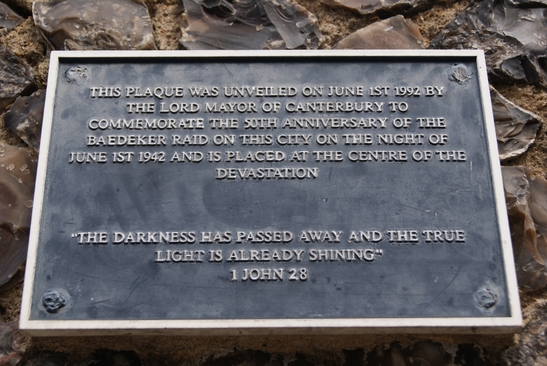 THIS PLAQUE WAS UNVEILED ON JUNE 1ST 1992 BY
THE LORD MAYOR OF CANTERBURY TO
COMMEMORATE THE 50TH ANNIVERSARY OF THE
BAEDEKER RAID ON THIS CITY ON THE NIGHT OF
JUNE 1ST 1942 AND IS PLACED AT THE CENTRE OF THE
DEVASTATION
"THE DARKNESS HAS PASSED AWAY AND THE TRUE
LIGHT IS ALREADY SHINING"
1 JOHN 2.8